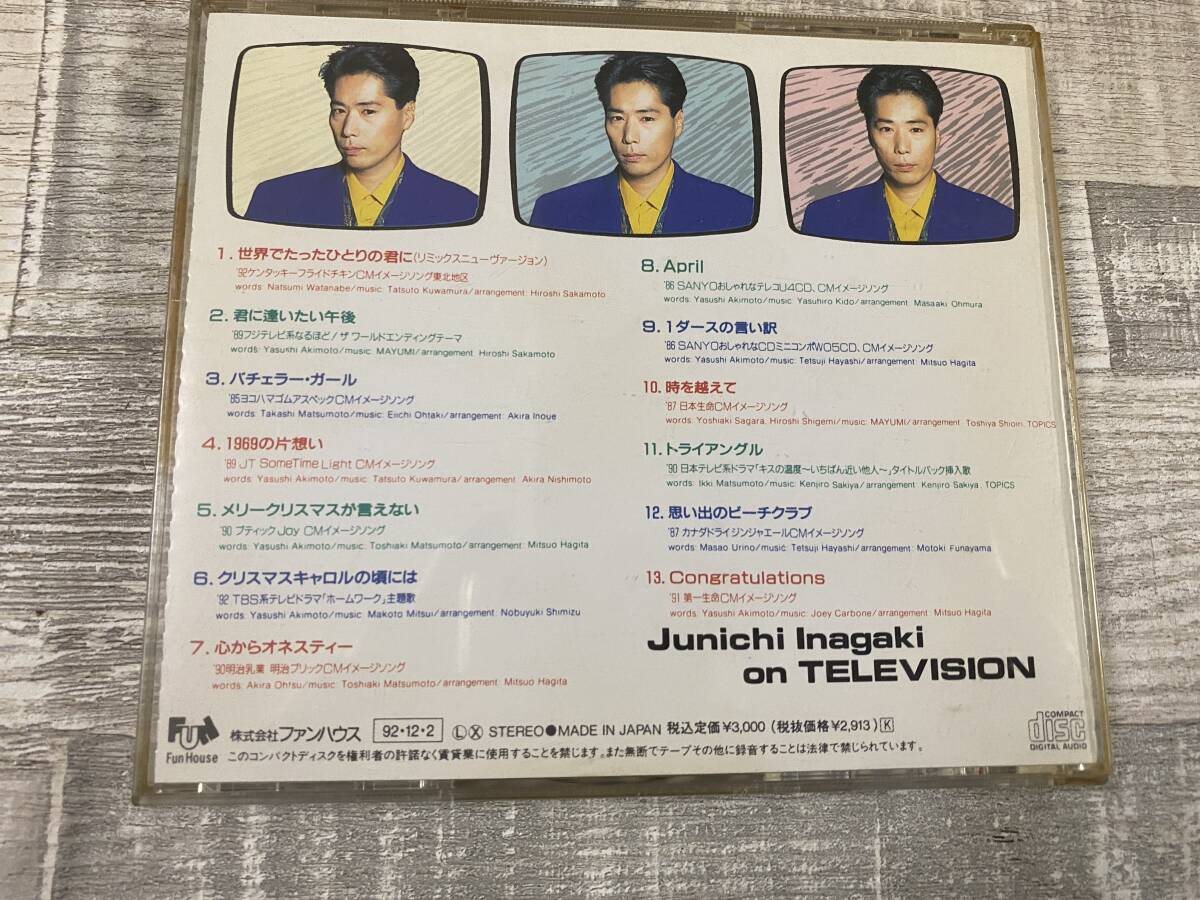 1. 世界でたったひとりの君に(リミックスニューヴァージョン)
'92ケンタッキーフライドチキンCMイメージソング東北地区
words: Natsumi Watanabe/music: Tatsuto Kuwamura/arrangement: Hiroshi Sakamoto
2. 君に逢いたい午後
'89フジテレビ系なるほど!ザ ワールドエンディングテーマ
words: Yasushi Akimoto/music: MAYUMI/arrangement: Hiroshi Sakamoto
3. バチェラー・ガール
'85ヨコハマゴムアスペックCMイメージソング
words: Takashi Matsumoto/music: Eiichi Ohtaki/arrangement: Akira Inoue
4. 1969の片想い
'89 JT SomeTime Light CMイメージソング
words: Yasushi Akimoto/music: Tatsuto Kuwamura/arrangement: Akira Nishimoto
5. メリークリスマスが言えない
'90 ブティックJoy CMイメージソング
words: Yasushi Akimoto/music: Toshiaki Matsumoto/arrangement: Mitsuo Hagita
6. クリスマスキャロルの頃には
'92 TBS系テレビドラマ「ホームワーク」主題歌
words: Yasushi Akimoto/music: Makoto Mitsui/arrangement: Nobuyuki Shimizu
7. 心からオネスティー
'90明治乳業 明治ブリックCMイメージソング
words: Akira Ohtsu/music: Toshiaki Matsumoto/arrangement: Mitsuo Hagita
8. April
'86 SANYOおしゃれなテレコU4CD、CMイメージソング
words: Yasushi Akimoto/music: Yasuhiro Kido/arrangement: Masaaki Ohmura
9. 1ダースの言い訳
'86 SANYOおしゃれなCDミニコンポWO5CD、CMイメージソング
words: Yasushi Akimoto/music: Tetsuji Hayashi/arrangement: Mitsuo Hagita
10. 時を越えて
'87 日本生命CMイメージソング
words: Yoshiaki Sagara, Hiroshi Shigemi/music: MAYUMI/arrangement: Toshiya Shioiri, TOPICS
11. トライアングル
'90 日本テレビ系ドラマ「キスの温度〜いちばん近い他人〜」タイトルバック挿入歌
words: Ikki Matsumoto/music: Kenjiro Sakiya/arrangement: Kenjiro Sakiya, TOPICS
12. 思い出のビーチクラブ
'87 カナダドライジンジャエールCMイメージソング
words: Masao Urino/music: Tetsuji Hayashi/arrangement: Motoki Funayama
13. Congratulations
'91 第一生命CMイメージソング
words: Yasushi Akimoto/music: Joey Carbone/arrangement: Mitsuo Hagita
Junichi Inagaki
on TELEVISION
FUN
Fun House
株式会社ファンハウス 92・12・2 Ⓛ Ⓧ STEREO●MADE IN JAPAN 税込定価¥3,000(税抜価格¥2,913) K
このコンパクトディスクを権利者の許諾なく賃貸業に使用することを禁じます。また無断でテープその他に録音することは法律で禁じられています。
COMPACT
disc
DIGITAL AUDIO